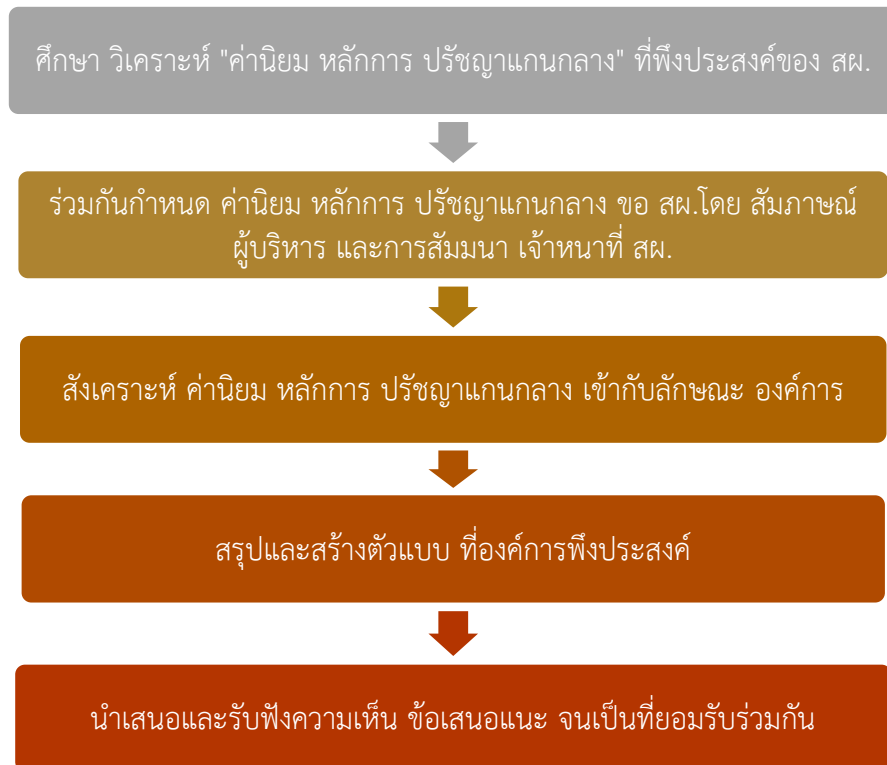 ศึกษา วิเคราะห์ "ค่านิยม หลักการ ปรัชญาแกนกลาง" ที่พึงประสงค์ของ สผ.
ร่วมกันกำหนด ค่านิยม หลักการ ปรัชญาแกนกลาง ขอ สผ.โดย สัมภาษณ์
ผู้บริหาร และการสัมมนา เจ้าหน้าที่ สผ.
สังเคราะห์ ค่านิยม หลักการ ปรัชญาแกนกลาง เข้ากับลักษณะ องค์การ
สรุปและสร้างตัวแบบ ที่องค์การพึงประสงค์
นำเสนอและรับฟังความเห็น ข้อเสนอแนะ จนเป็นที่ยอมรับร่วมกัน